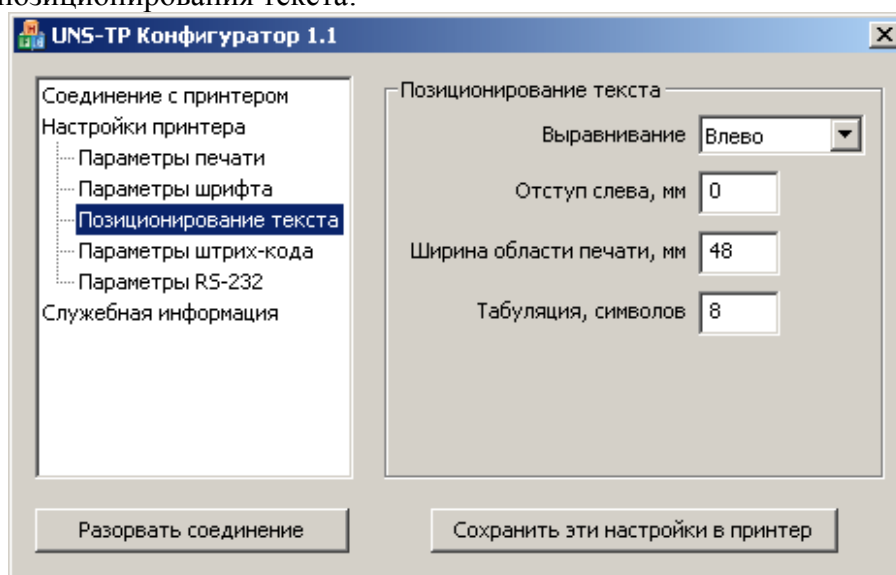 позиционирования текста.
UNS-TP Конфигуратор 1.1
Соединение с принтером
Настройки принтера
Параметры печати
Параметры шрифта
Позиционирование текста
Параметры штрих-кода
Параметры RS-232
Служебная информация
Позиционирование текста
Выравнивание Влево
Отступ слева, мм 0
Ширина области печати, мм 48
Табуляция, символов 8
Разорвать соединение
Сохранить эти настройки в принтер